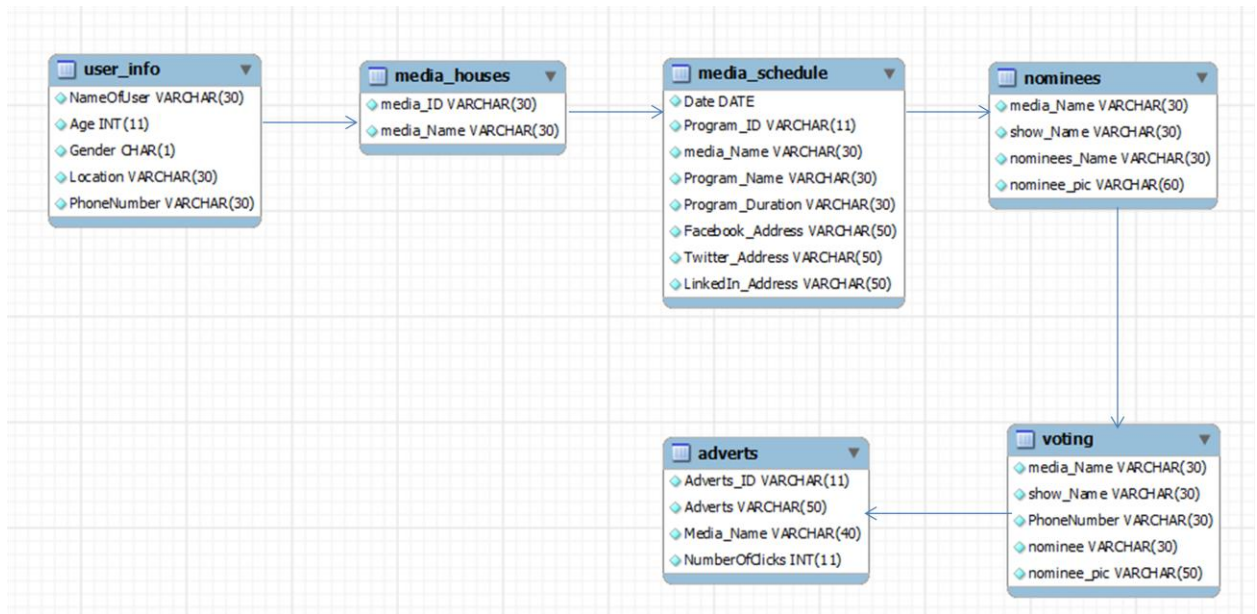 user_info
NameOfUser VARCHAR(30)
Age INT(11)
Gender CHAR(1)
Location VARCHAR(30)
PhoneNumber VARCHAR(30)
media_houses
media_ID VARCHAR(30)
media_Name VARCHAR(30)
media_schedule
Date DATE
Program_ID VARCHAR(11)
media_Name VARCHAR(30)
Program_Name VARCHAR(30)
Program_Duration VARCHAR(30)
Facebook_Address VARCHAR(50)
Twitter_Address VARCHAR(50)
LinkedIn_Address VARCHAR(50)
nominees
media_Name VARCHAR(30)
show_Name VARCHAR(30)
nominees_Name VARCHAR(30)
nominee_pic VARCHAR(60)
adverts
Adverts_ID VARCHAR(11)
Adverts VARCHAR(50)
Media_Name VARCHAR(40)
NumberOfClicks INT(11)
voting
media_Name VARCHAR(30)
show_Name VARCHAR(30)
PhoneNumber VARCHAR(30)
nominee VARCHAR(30)
nominee_pic VARCHAR(50)